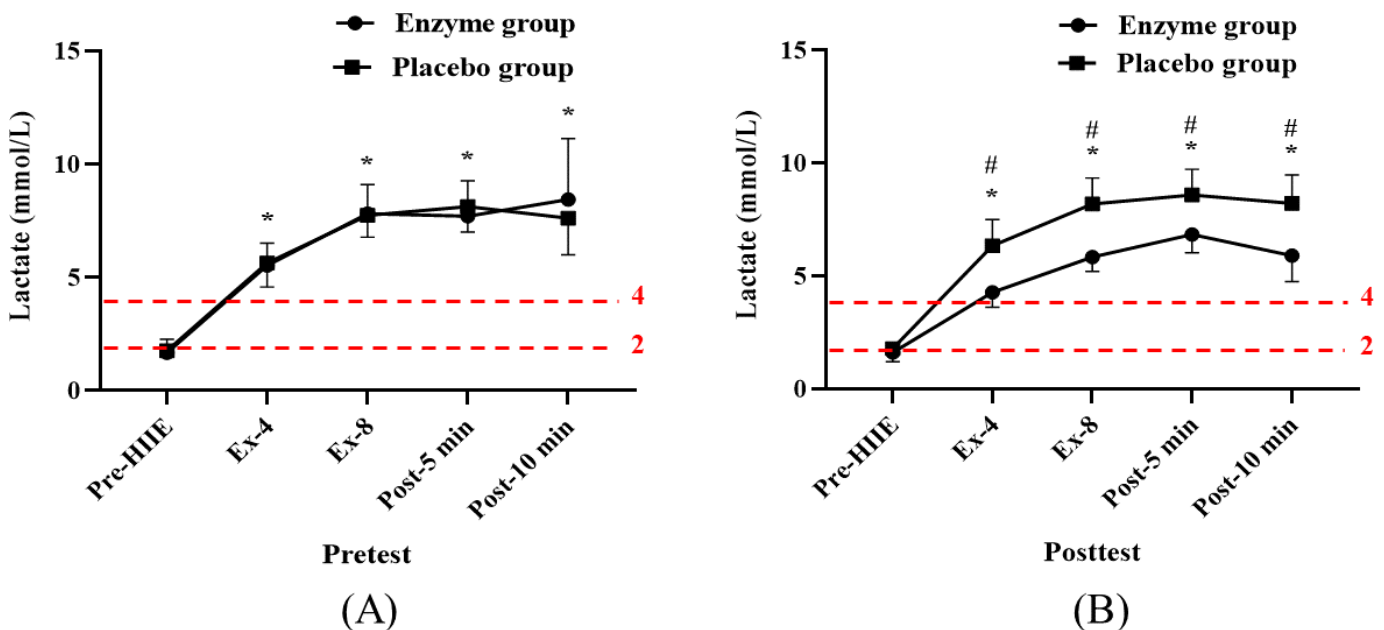 Enzyme group
Placebo group
15
10
5
0
Lactate (mmol/L)
* * * *
4
2
Pre-HIIE
Ex-4
Ex-8
Post-5 min
Post-10 min
Pretest
(A)
Enzyme group
Placebo group
15
10
5
0
Lactate (mmol/L)
# # # #
* * * *
4
2
Pre-HIIE
Ex-4
Ex-8
Post-5 min
Post-10 min
Posttest
(B)